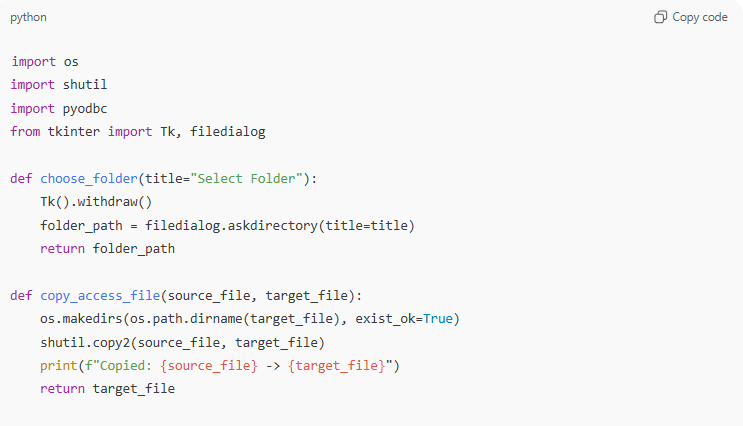 python
Copy code
import os
import shutil
import pyodbc
from tkinter import Tk, filedialog

def choose_folder(title="Select Folder"):
    Tk().withdraw()
    folder_path = filedialog.askdirectory(title=title)
    return folder_path

def copy_access_file(source_file, target_file):
    os.makedirs(os.path.dirname(target_file), exist_ok=True)
    shutil.copy2(source_file, target_file)
    print(f"Copied: {source_file} -> {target_file}")
    return target_file